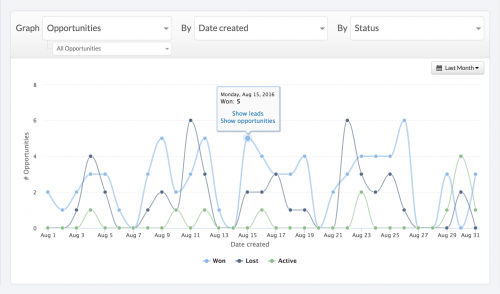 Graph Opportunities By Date created By Status
All Opportunities
Last Month
Monday, Aug 15, 2016
Won: 5
Show leads
Show opportunities
# Opportunities
8
6
4
2
0
Aug 1 Aug 3 Aug 5 Aug 7 Aug 9 Aug 11 Aug 13 Aug 15 Aug 17 Aug 19 Aug 21 Aug 23 Aug 25 Aug 27 Aug 29 Aug 31
Date created
Won Lost Active